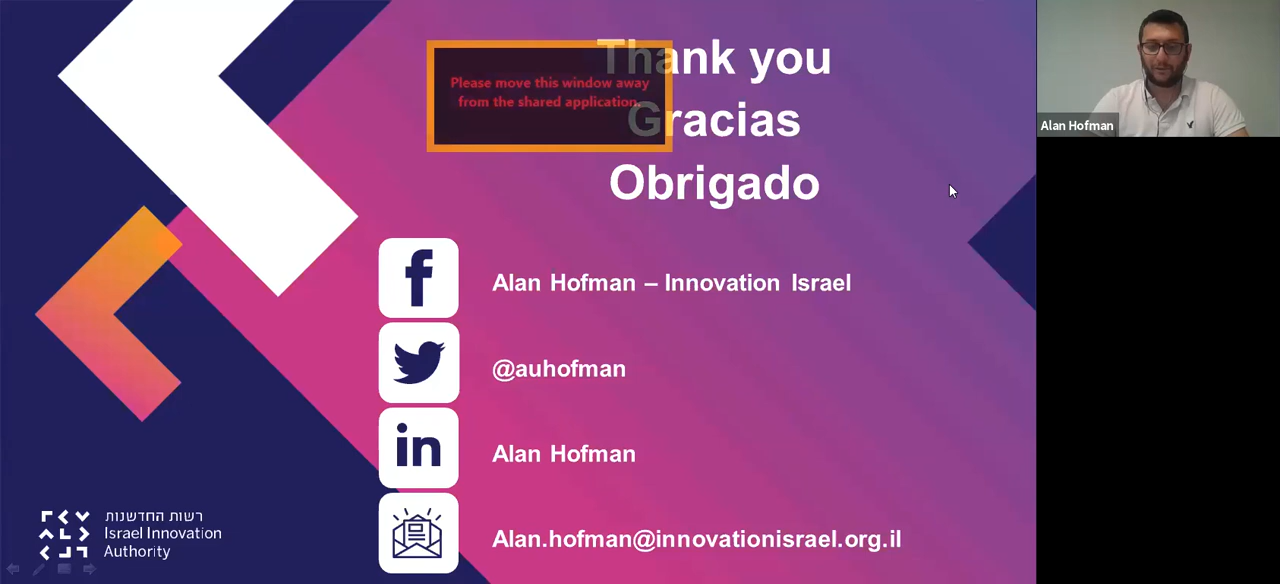 Thank you
Gracias
Obrigado
Please move this window away
from the shared application.
Alan Hofman
Alan Hofman – Innovation Israel
@auhofman
in
Alan Hofman
Alan.hofman@innovationisrael.org.il
רשות החדשנות
Israel Innovation
Authority